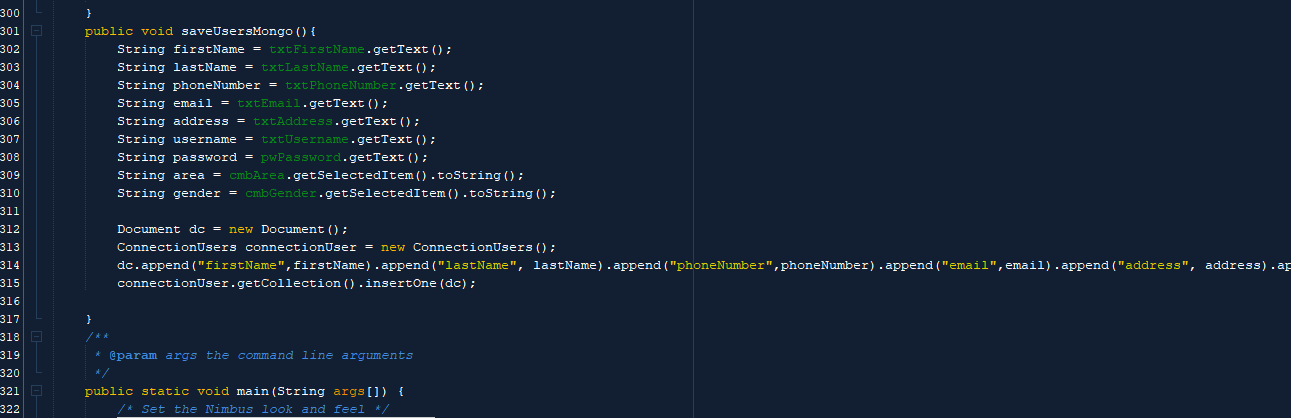 300 }
301 public void saveUsersMongo(){
302 String firstName = txtFirstName.getText();
303 String lastName = txtLastName.getText();
304 String phoneNumber = txtPhoneNumber.getText();
305 String email = txtEmail.getText();
306 String address = txtAddress.getText();
307 String username = txtUsername.getText();
308 String password = pwPassword.getText();
309 String area = cmbArea.getSelectedItem().toString();
310 String gender = cmbGender.getSelectedItem().toString();
311
312 Document dc = new Document();
313 ConnectionUsers connectionUser = new ConnectionUsers();
314 dc.append("firstName",firstName).append("lastName", lastName).append("phoneNumber",phoneNumber).append("email",email).append("address", address).ap
315 connectionUser.getCollection().insertOne(dc);
316
317 }
318 /**
319 * @param args the command line arguments
320 */
321 public static void main(String args[]) {
322 /* Set the Nimbus look and feel */